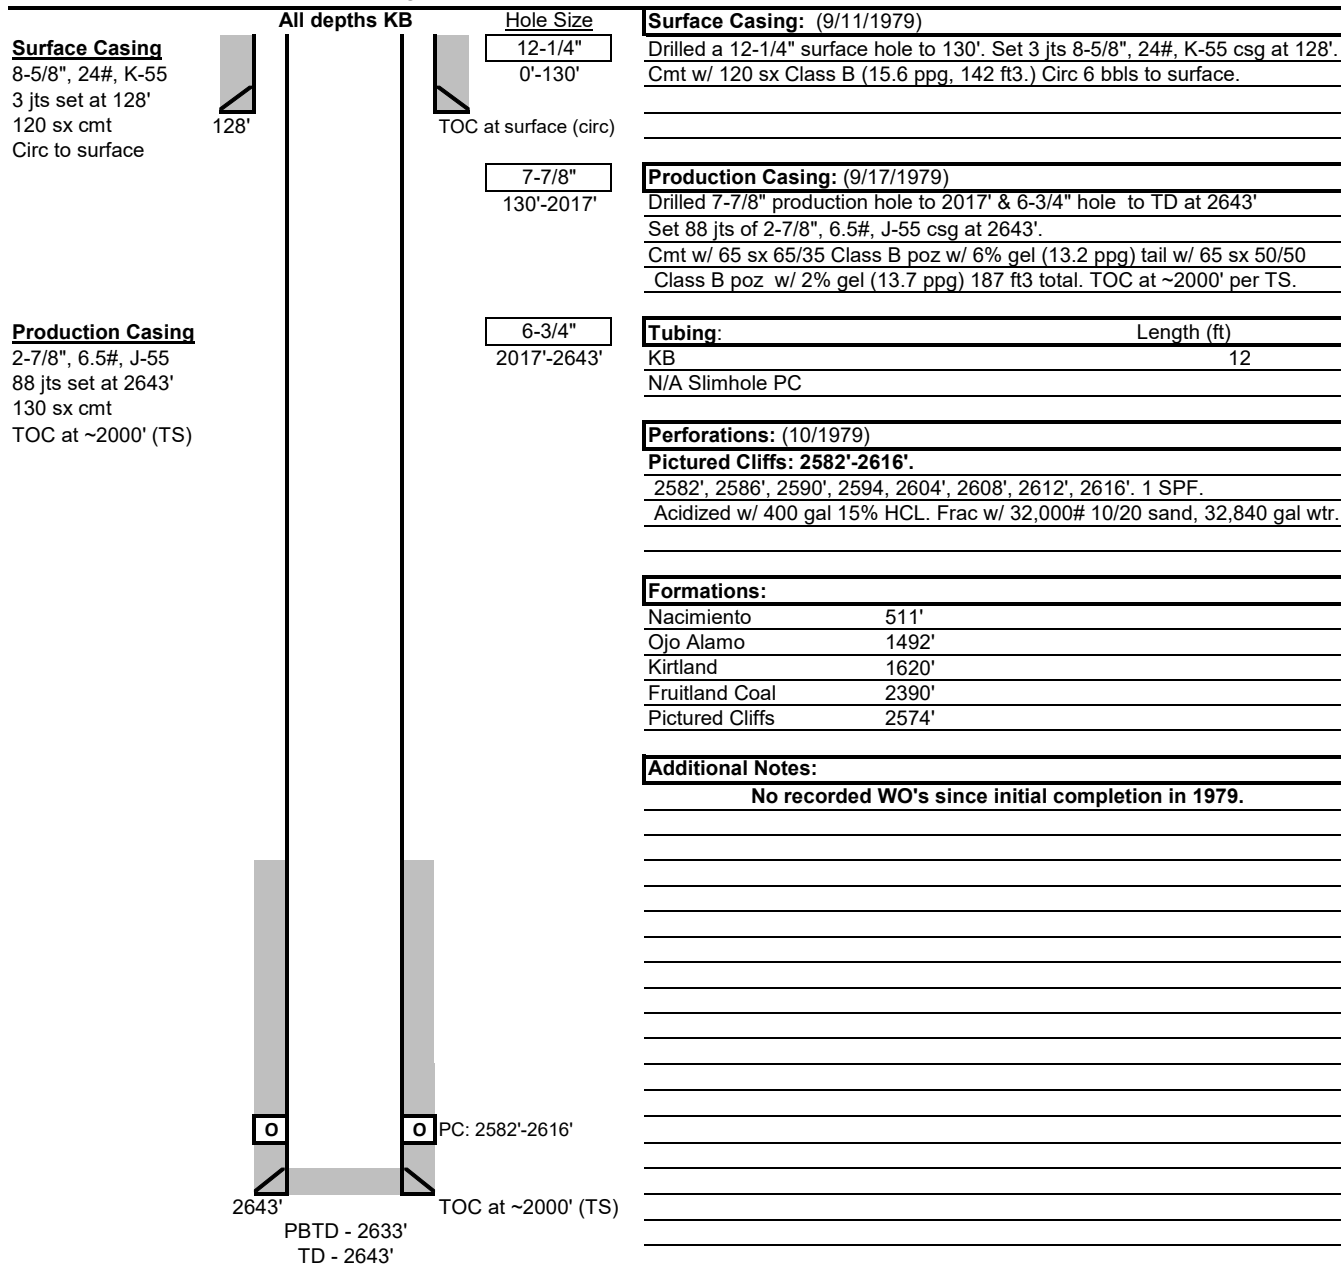 All depths KB
Hole Size
Surface Casing
8-5/8", 24#, K-55
3 jts set at 128'
120 sx cmt
Circ to surface
128'
12-1/4"
0'-130'
TOC at surface (circ)
Surface Casing: (9/11/1979)
Drilled a 12-1/4" surface hole to 130'. Set 3 jts 8-5/8", 24#, K-55 csg at 128'.
Cmt w/ 120 sx Class B (15.6 ppg, 142 ft3.) Circ 6 bbls to surface.
7-7/8"
130'-2017'
Production Casing: (9/17/1979)
Drilled 7-7/8" production hole to 2017' & 6-3/4" hole to TD at 2643'
Set 88 jts of 2-7/8", 6.5#, J-55 csg at 2643'.
Cmt w/ 65 sx 65/35 Class B poz w/ 6% gel (13.2 ppg) tail w/ 65 sx 50/50
Class B poz w/ 2% gel (13.7 ppg) 187 ft3 total. TOC at ~2000' per TS.
Production Casing
2-7/8", 6.5#, J-55
88 jts set at 2643'
130 sx cmt
TOC at ~2000' (TS)
6-3/4"
2017'-2643'
Tubing: Length (ft)
KB 12
N/A Slimhole PC
Perforations: (10/1979)
Pictured Cliffs: 2582'-2616'.
2582', 2586', 2590', 2594, 2604', 2608', 2612', 2616'. 1 SPF.
Acidized w/ 400 gal 15% HCL. Frac w/ 32,000# 10/20 sand, 32,840 gal wtr.
Formations:
Nacimiento 511'
Ojo Alamo 1492'
Kirtland 1620'
Fruitland Coal 2390'
Pictured Cliffs 2574'
Additional Notes:
No recorded WO's since initial completion in 1979.
O O PC: 2582'-2616'
2643' TOC at ~2000' (TS)
PBTD - 2633'
TD - 2643'